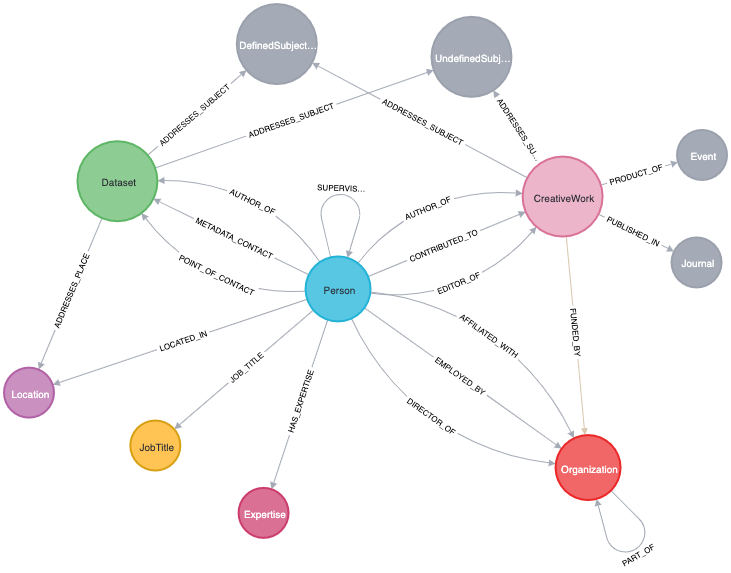 DefinedSubject...
UndefinedSubj...
ADDRESSES_SUBJECT
ADDRESSES_SUBJECT
ADDRESSES_SUBJECT
ADDRESSES_SU...
Dataset
CreativeWork
Event
PRODUCT_OF
PUBLISHED_IN
Journal
AUTHOR_OF
METADATA_CONTACT
POINT_OF_CONTACT
SUPERVIS...
AUTHOR_OF
CONTRIBUTED_TO
EDITOR_OF
Person
ADDRESSES_PLACE
LOCATED_IN
JOB_TITLE
HAS_EXPERTISE
AFFILIATED_WITH
EMPLOYED_BY
DIRECTOR_OF
FUNDED_BY
Location
JobTitle
Expertise
Organization
PART_OF